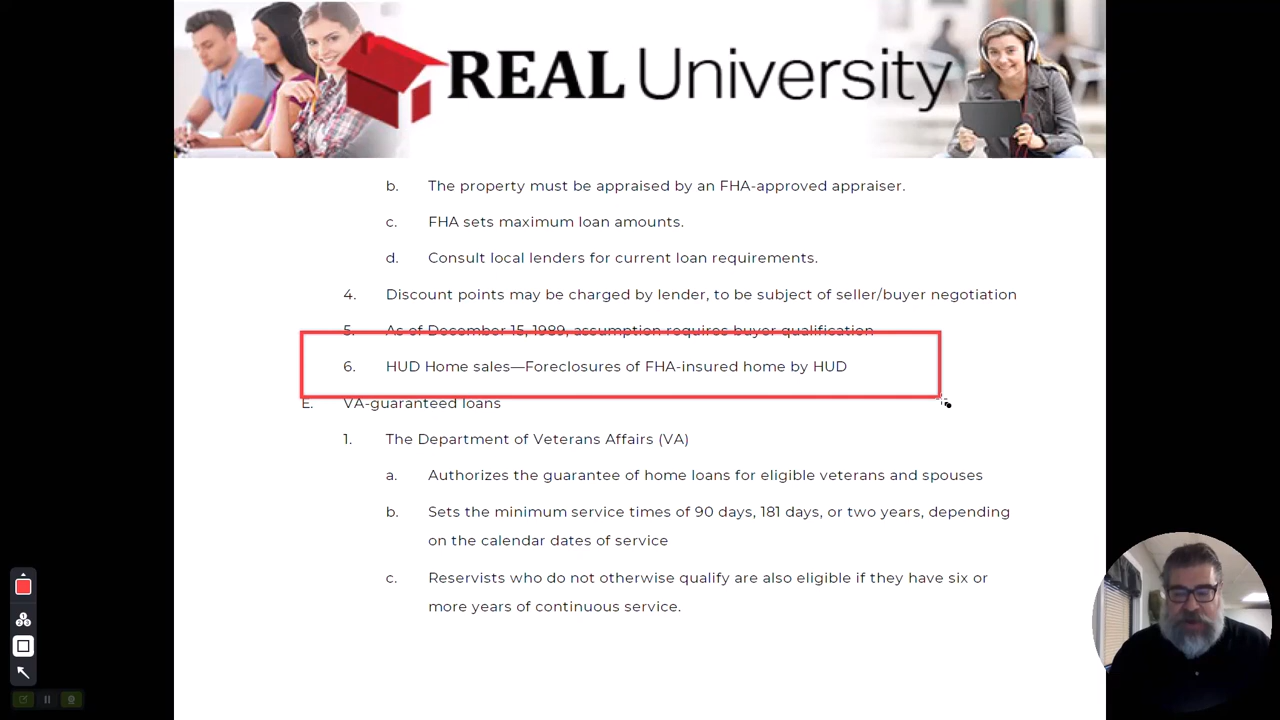 REAL University
b. The property must be appraised by an FHA-approved appraiser.
c. FHA sets maximum loan amounts.
d. Consult local lenders for current loan requirements.
4. Discount points may be charged by lender, to be subject of seller/buyer negotiation
5. As of December 15, 1989, assumption requires buyer qualification
6. HUD Home sales—Foreclosures of FHA-insured home by HUD
E. VA-guaranteed loans
1. The Department of Veterans Affairs (VA)
a. Authorizes the guarantee of home loans for eligible veterans and spouses
b. Sets the minimum service times of 90 days, 181 days, or two years, depending
on the calendar dates of service
c. Reservists who do not otherwise qualify are also eligible if they have six or
more years of continuous service.